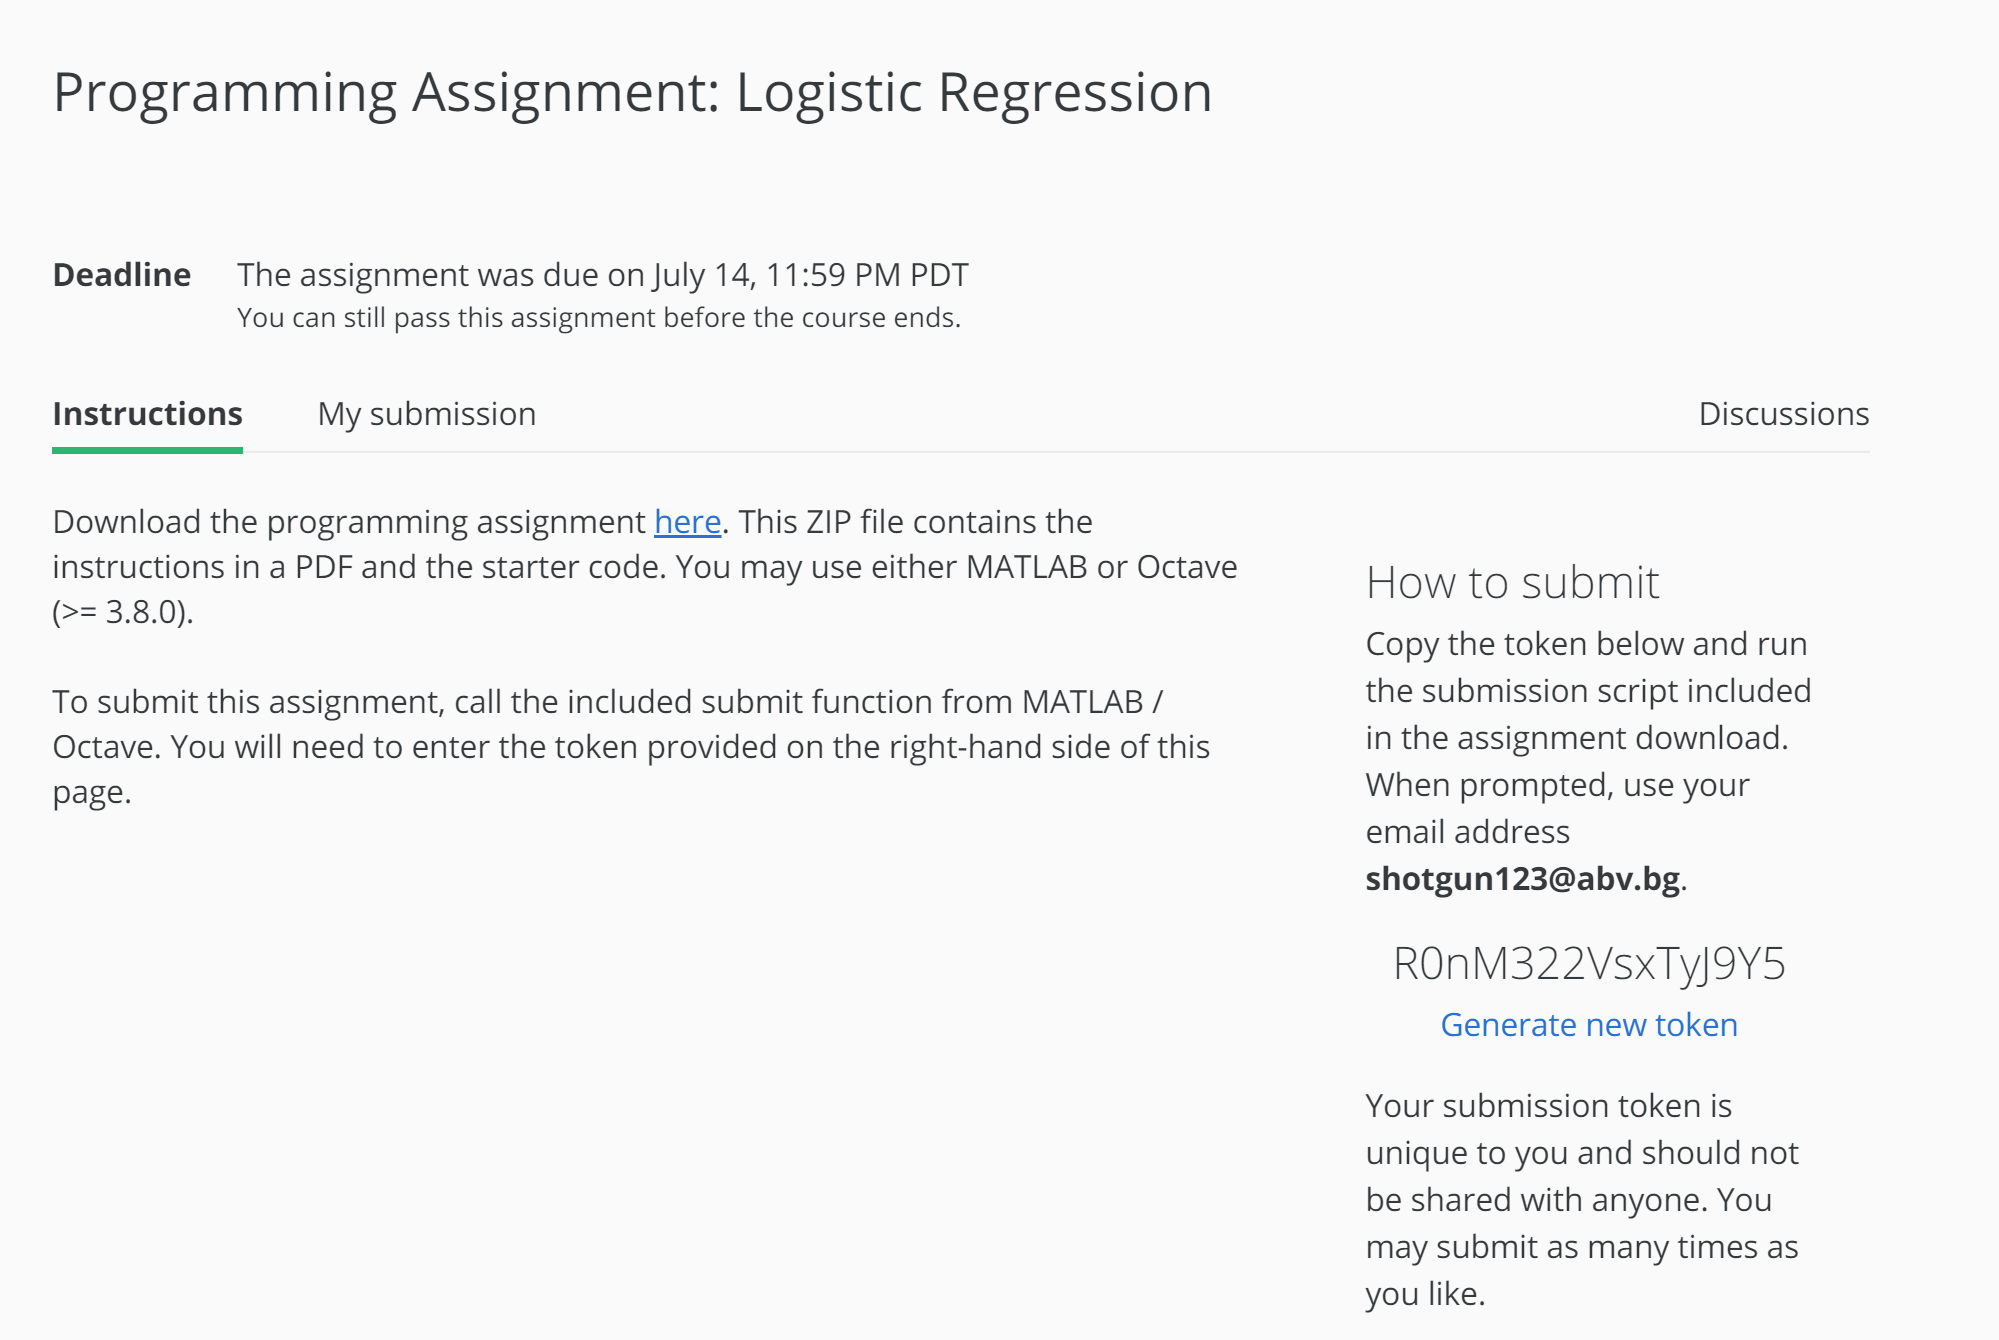 Programming Assignment: Logistic Regression
Deadline The assignment was due on July 14, 11:59 PM PDT
You can still pass this assignment before the course ends.
Instructions My submission Discussions
Download the programming assignment here. This ZIP file contains the
instructions in a PDF and the starter code. You may use either MATLAB or Octave
(>= 3.8.0).
To submit this assignment, call the included submit function from MATLAB /
Octave. You will need to enter the token provided on the right-hand side of this
page.
How to submit
Copy the token below and run
the submission script included
in the assignment download.
When prompted, use your
email address
shotgun123@abv.bg.
R0nM322VsxTyJ9Y5
Generate new token
Your submission token is
unique to you and should not
be shared with anyone. You
may submit as many times as
you like.